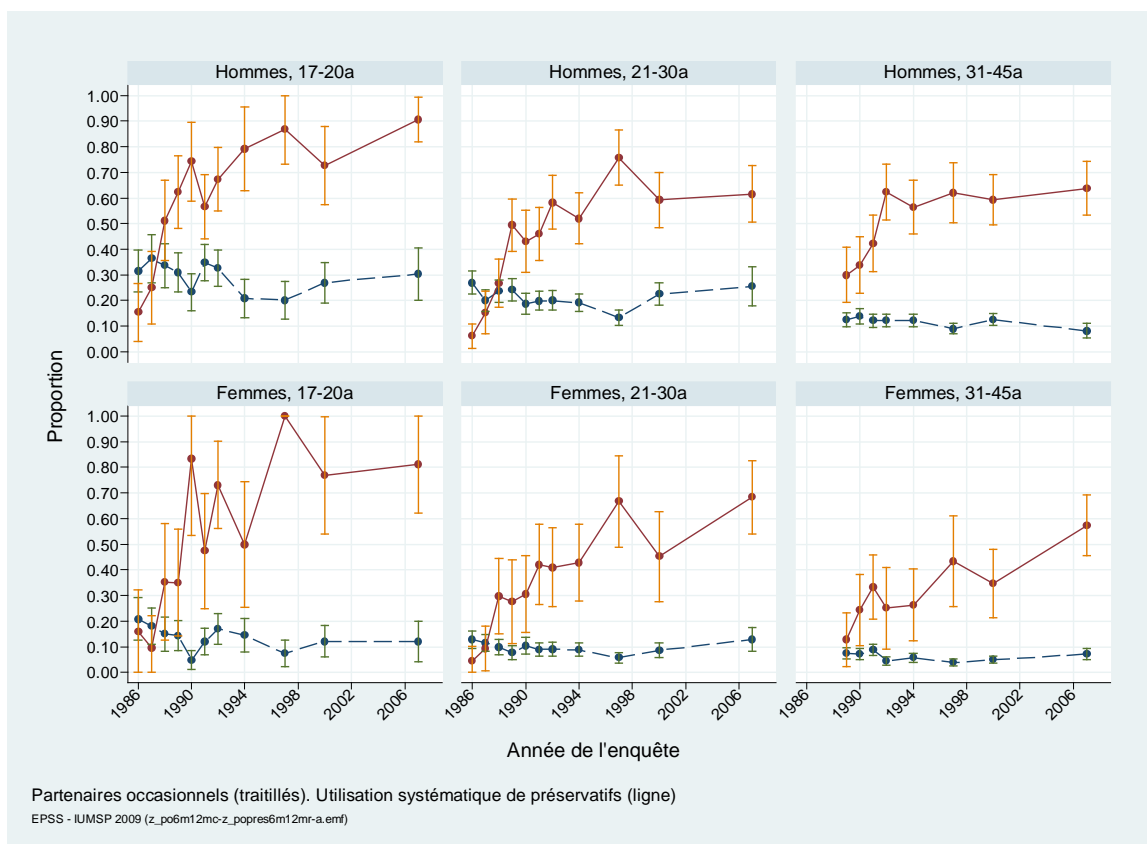 Hommes, 17-20a
Hommes, 21-30a
Hommes, 31-45a
1.00
0.90
0.80
0.70
0.60
0.50
0.40
0.30
0.20
0.10
0.00
Proportion
Femmes, 17-20a
Femmes, 21-30a
Femmes, 31-45a
1.00
0.90
0.80
0.70
0.60
0.50
0.40
0.30
0.20
0.10
0.00
1986 1990 1994 1998 2002 2006
1986 1990 1994 1998 2002 2006
1986 1990 1994 1998 2002 2006
Année de l'enquête
Partenaires occasionnels (traitillés). Utilisation systématique de préservatifs (ligne)
EPSS - IUMSP 2009 (z_po6m12mc-z_popres6m12mr-a.emf)